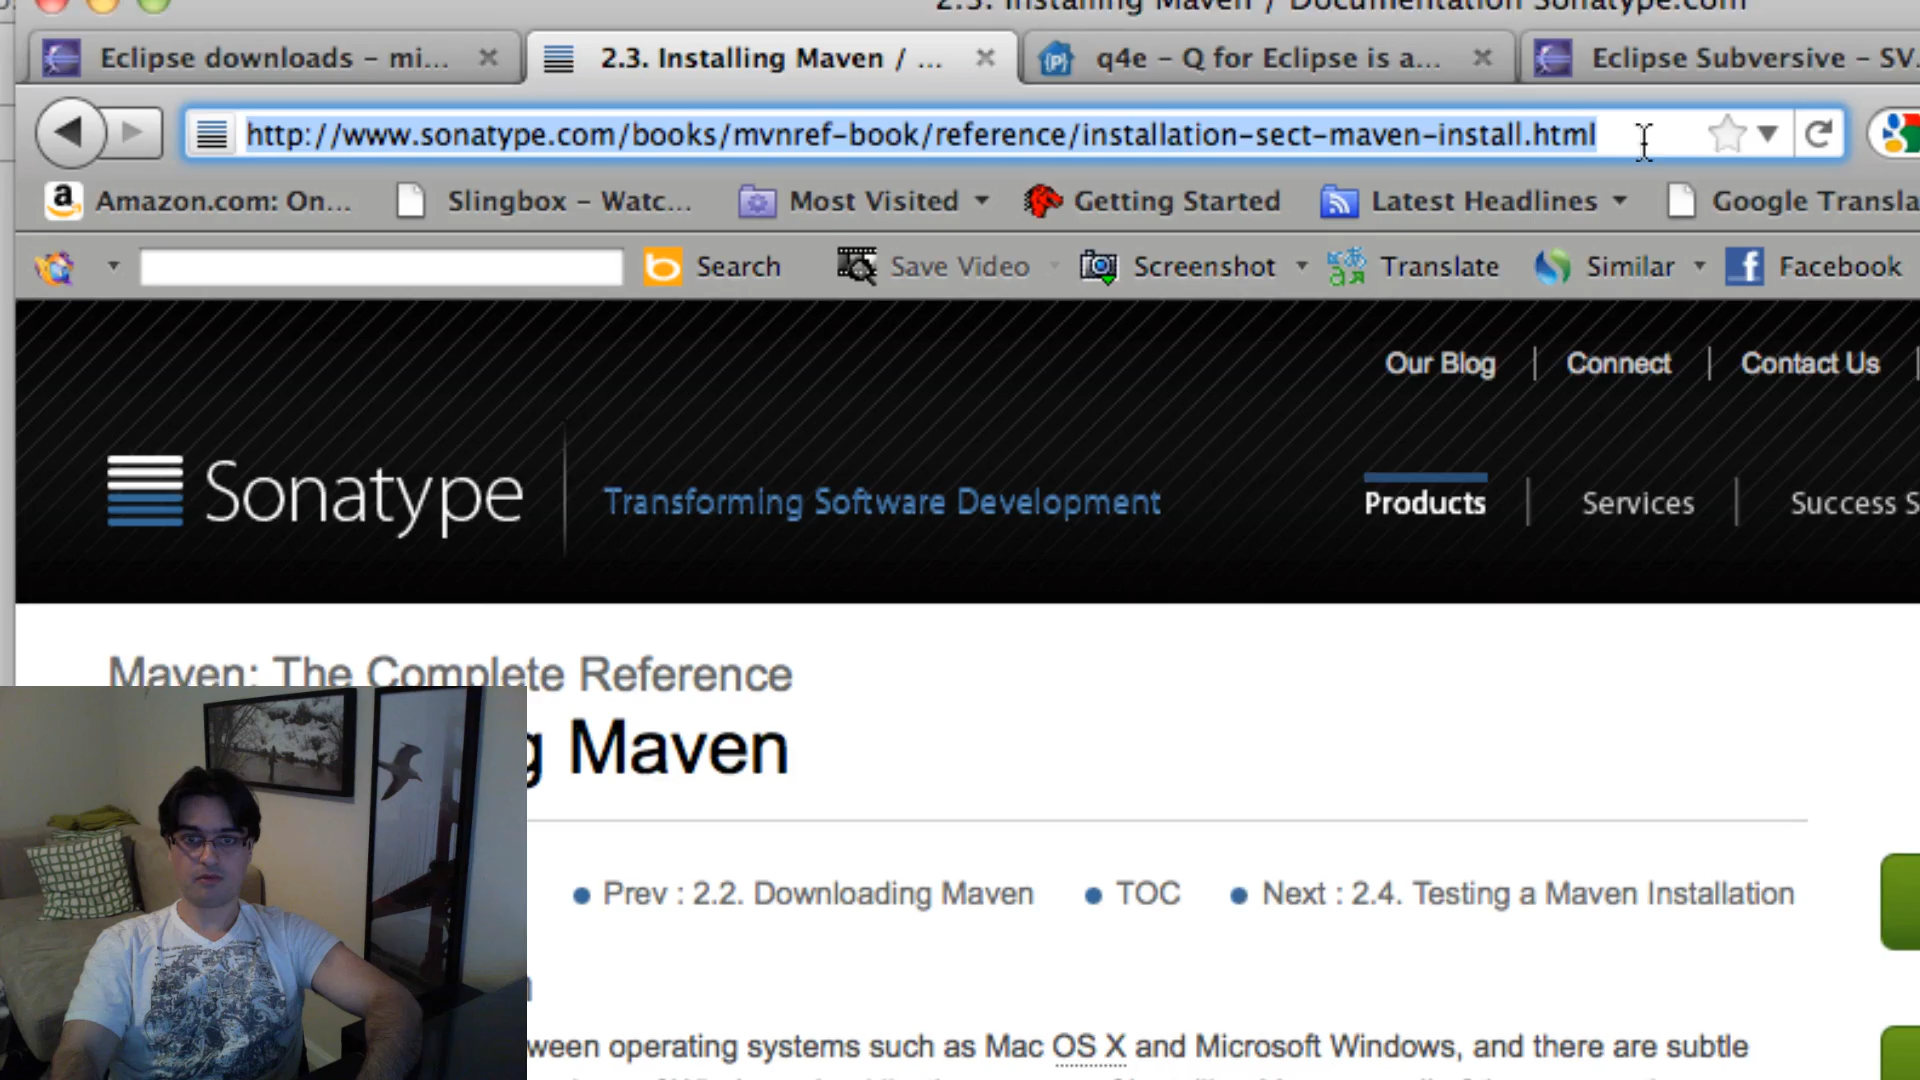 2.3. Installing Maven / Documentation Sonatype.com
Eclipse downloads – mi...
2.3. Installing Maven / ...
q4e – Q for Eclipse is a...
Eclipse Subversive – SV
http://www.sonatype.com/books/mvnref-book/reference/installation-sect-maven-install.html
Amazon.com: On...
Slingbox – Watc...
Most Visited
Getting Started
Latest Headlines
Google Transla
Search
Save Video
Screenshot
Translate
Similar
Facebook
Our Blog
Connect
Contact Us
Sonatype
Transforming Software Development
Products
Services
Success S
Maven: The Complete Reference
g Maven
Prev : 2.2. Downloading Maven
TOC
Next : 2.4. Testing a Maven Installation
ween operating systems such as Mac OS X and Microsoft Windows, and there are subtle